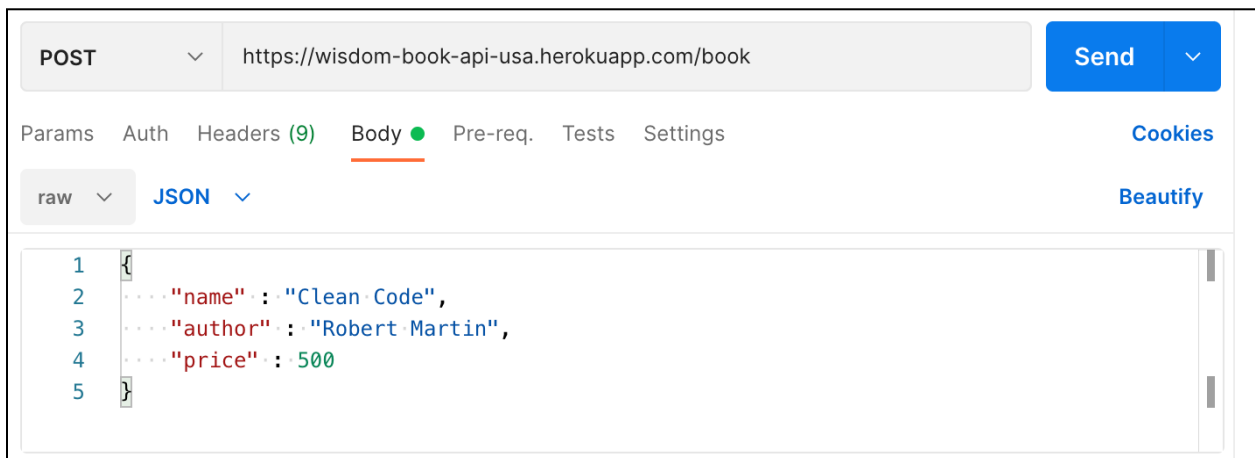 POST https://wisdom-book-api-usa.herokuapp.com/book Send
Params Auth Headers (9) Body Pre-req. Tests Settings Cookies
raw JSON Beautify
1 {
2 "name" : "Clean Code",
3 "author" : "Robert Martin",
4 "price" : 500
5 }